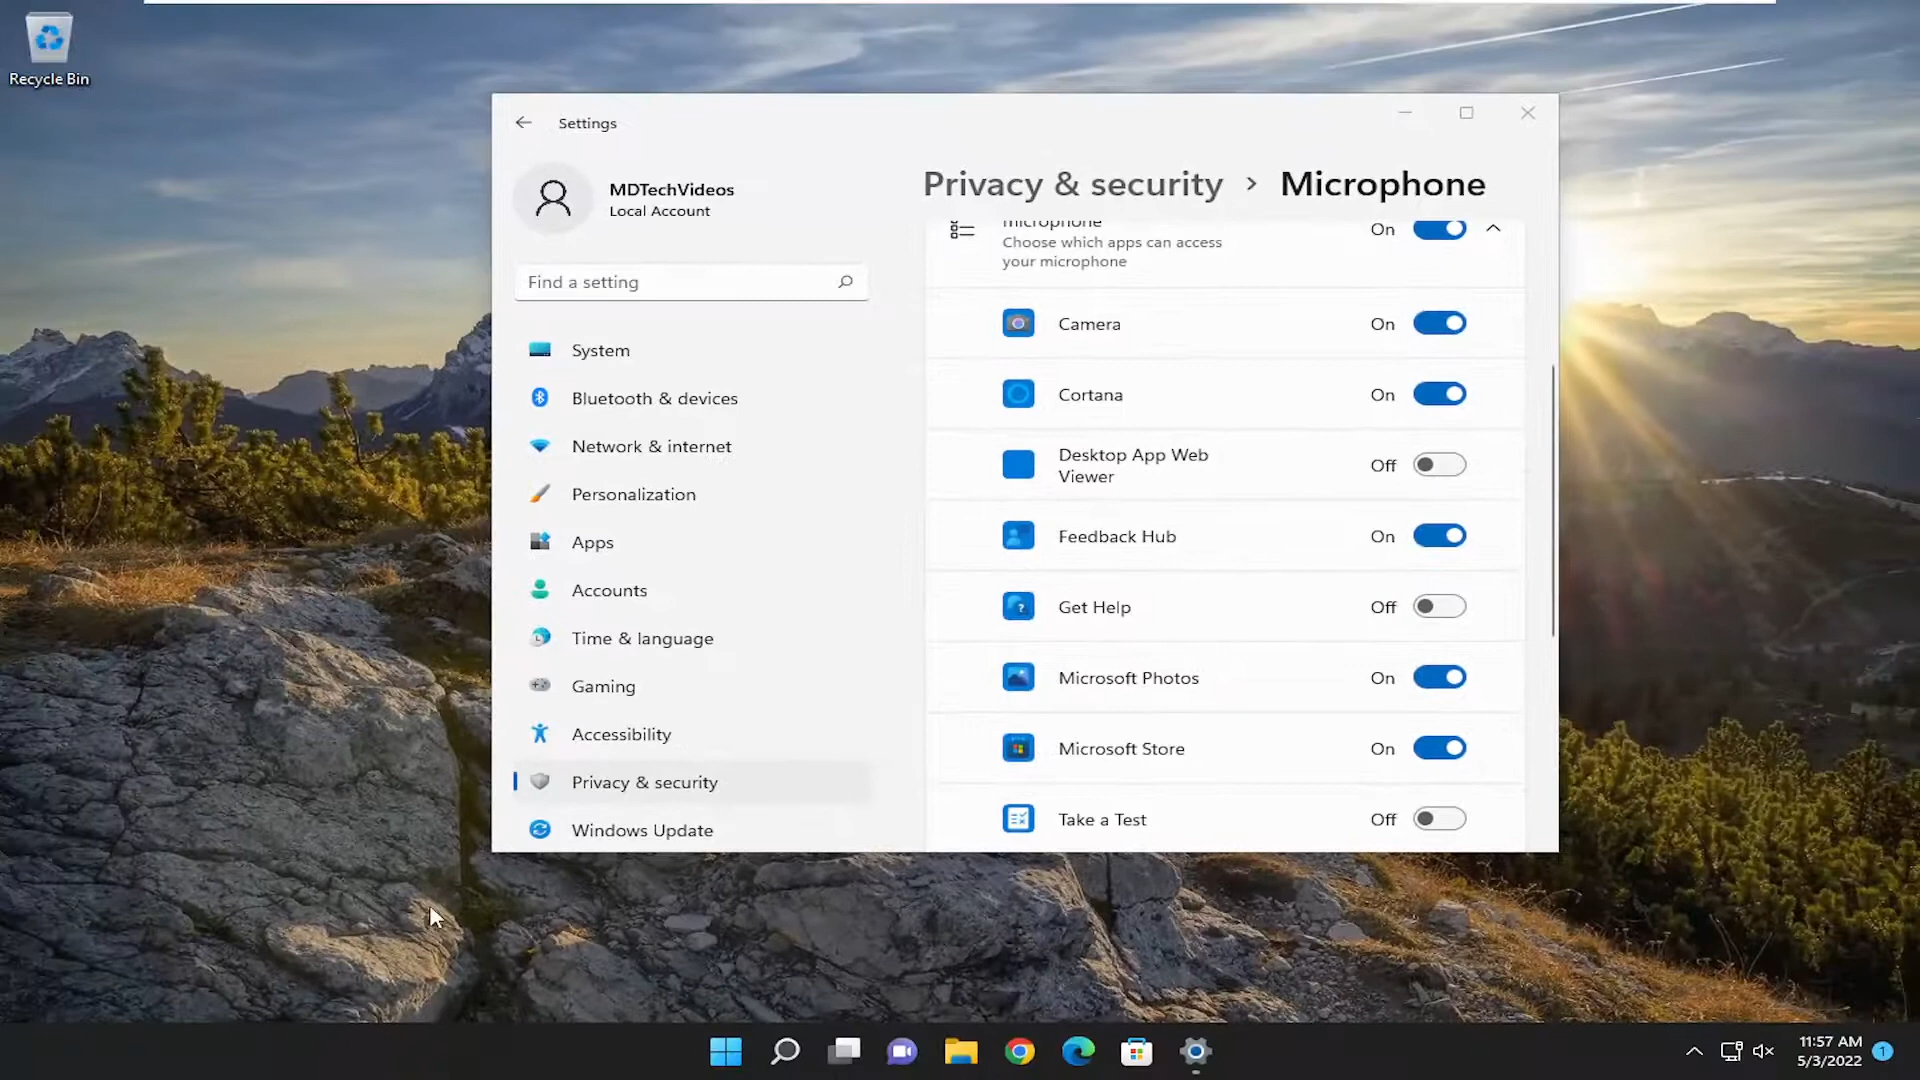 Recycle Bin
Settings
MDTechVideos
Local Account
Find a setting
System
Bluetooth & devices
Network & internet
Personalization
Apps
Accounts
Time & language
Gaming
Accessibility
Privacy & security
Windows Update
Privacy & security > Microphone
microphone
Choose which apps can access
your microphone
On
Camera On
Cortana On
Desktop App Web
Viewer
Off
Feedback Hub On
Get Help Off
Microsoft Photos On
Microsoft Store On
Take a Test Off
11:57 AM
5/3/2022
1